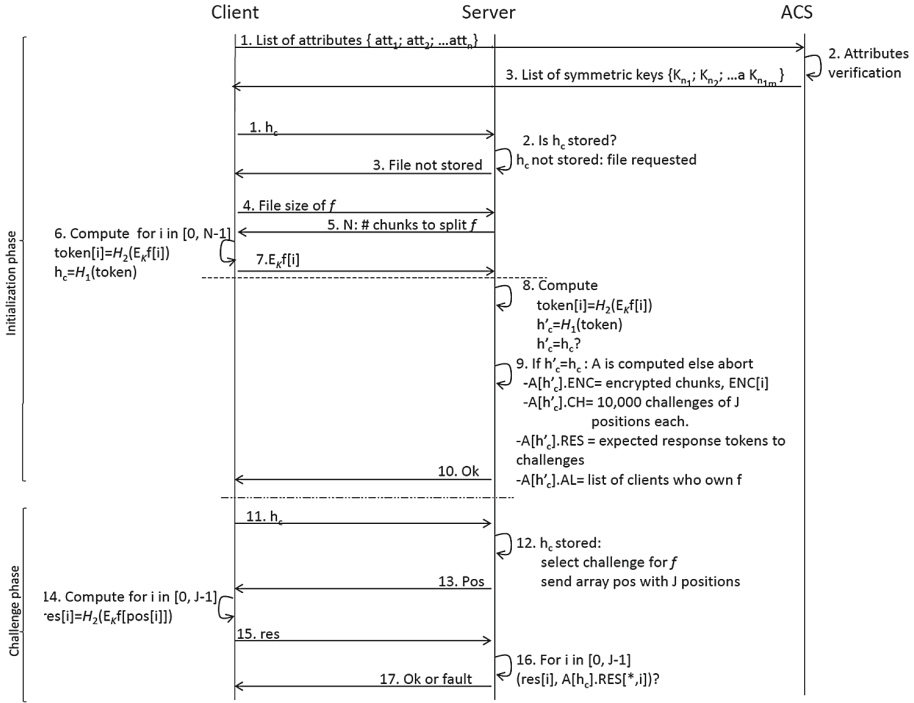 Client Server ACS
1. List of attributes { att1; att2; ...attn}
2. Attributes
verification
3. List of symmetric keys {Kn1; Kn2; ...a Kn1m}
1. hc
2. Is hc stored?
hc not stored: file requested
3. File not stored
4. File size of f
5. N: # chunks to split f
6. Compute for i in [0, N-1]
token[i]=H2(EKf[i])
hc=H1(token)
7.EKf[i]
8. Compute
token[i]=H2(EKf[i])
h'c=H1(token)
h'c=hc?
9. If h'c=hc : A is computed else abort
-A[h'c].ENC= encrypted chunks, ENC[i]
-A[h'c].CH= 10,000 challenges of J
positions each.
-A[h'c].RES = expected response tokens to
challenges
-A[h'c].AL= list of clients who own f
10. Ok
Initialization phase
11. hc
12. hc stored:
select challenge for f
send array pos with J positions
13. Pos
14. Compute for i in [0, J-1]
res[i]=H2(EKf[pos[i]])
15. res
16. For i in [0, J-1]
(res[i], A[hc].RES[*,i])?
17. Ok or fault
Challenge phase